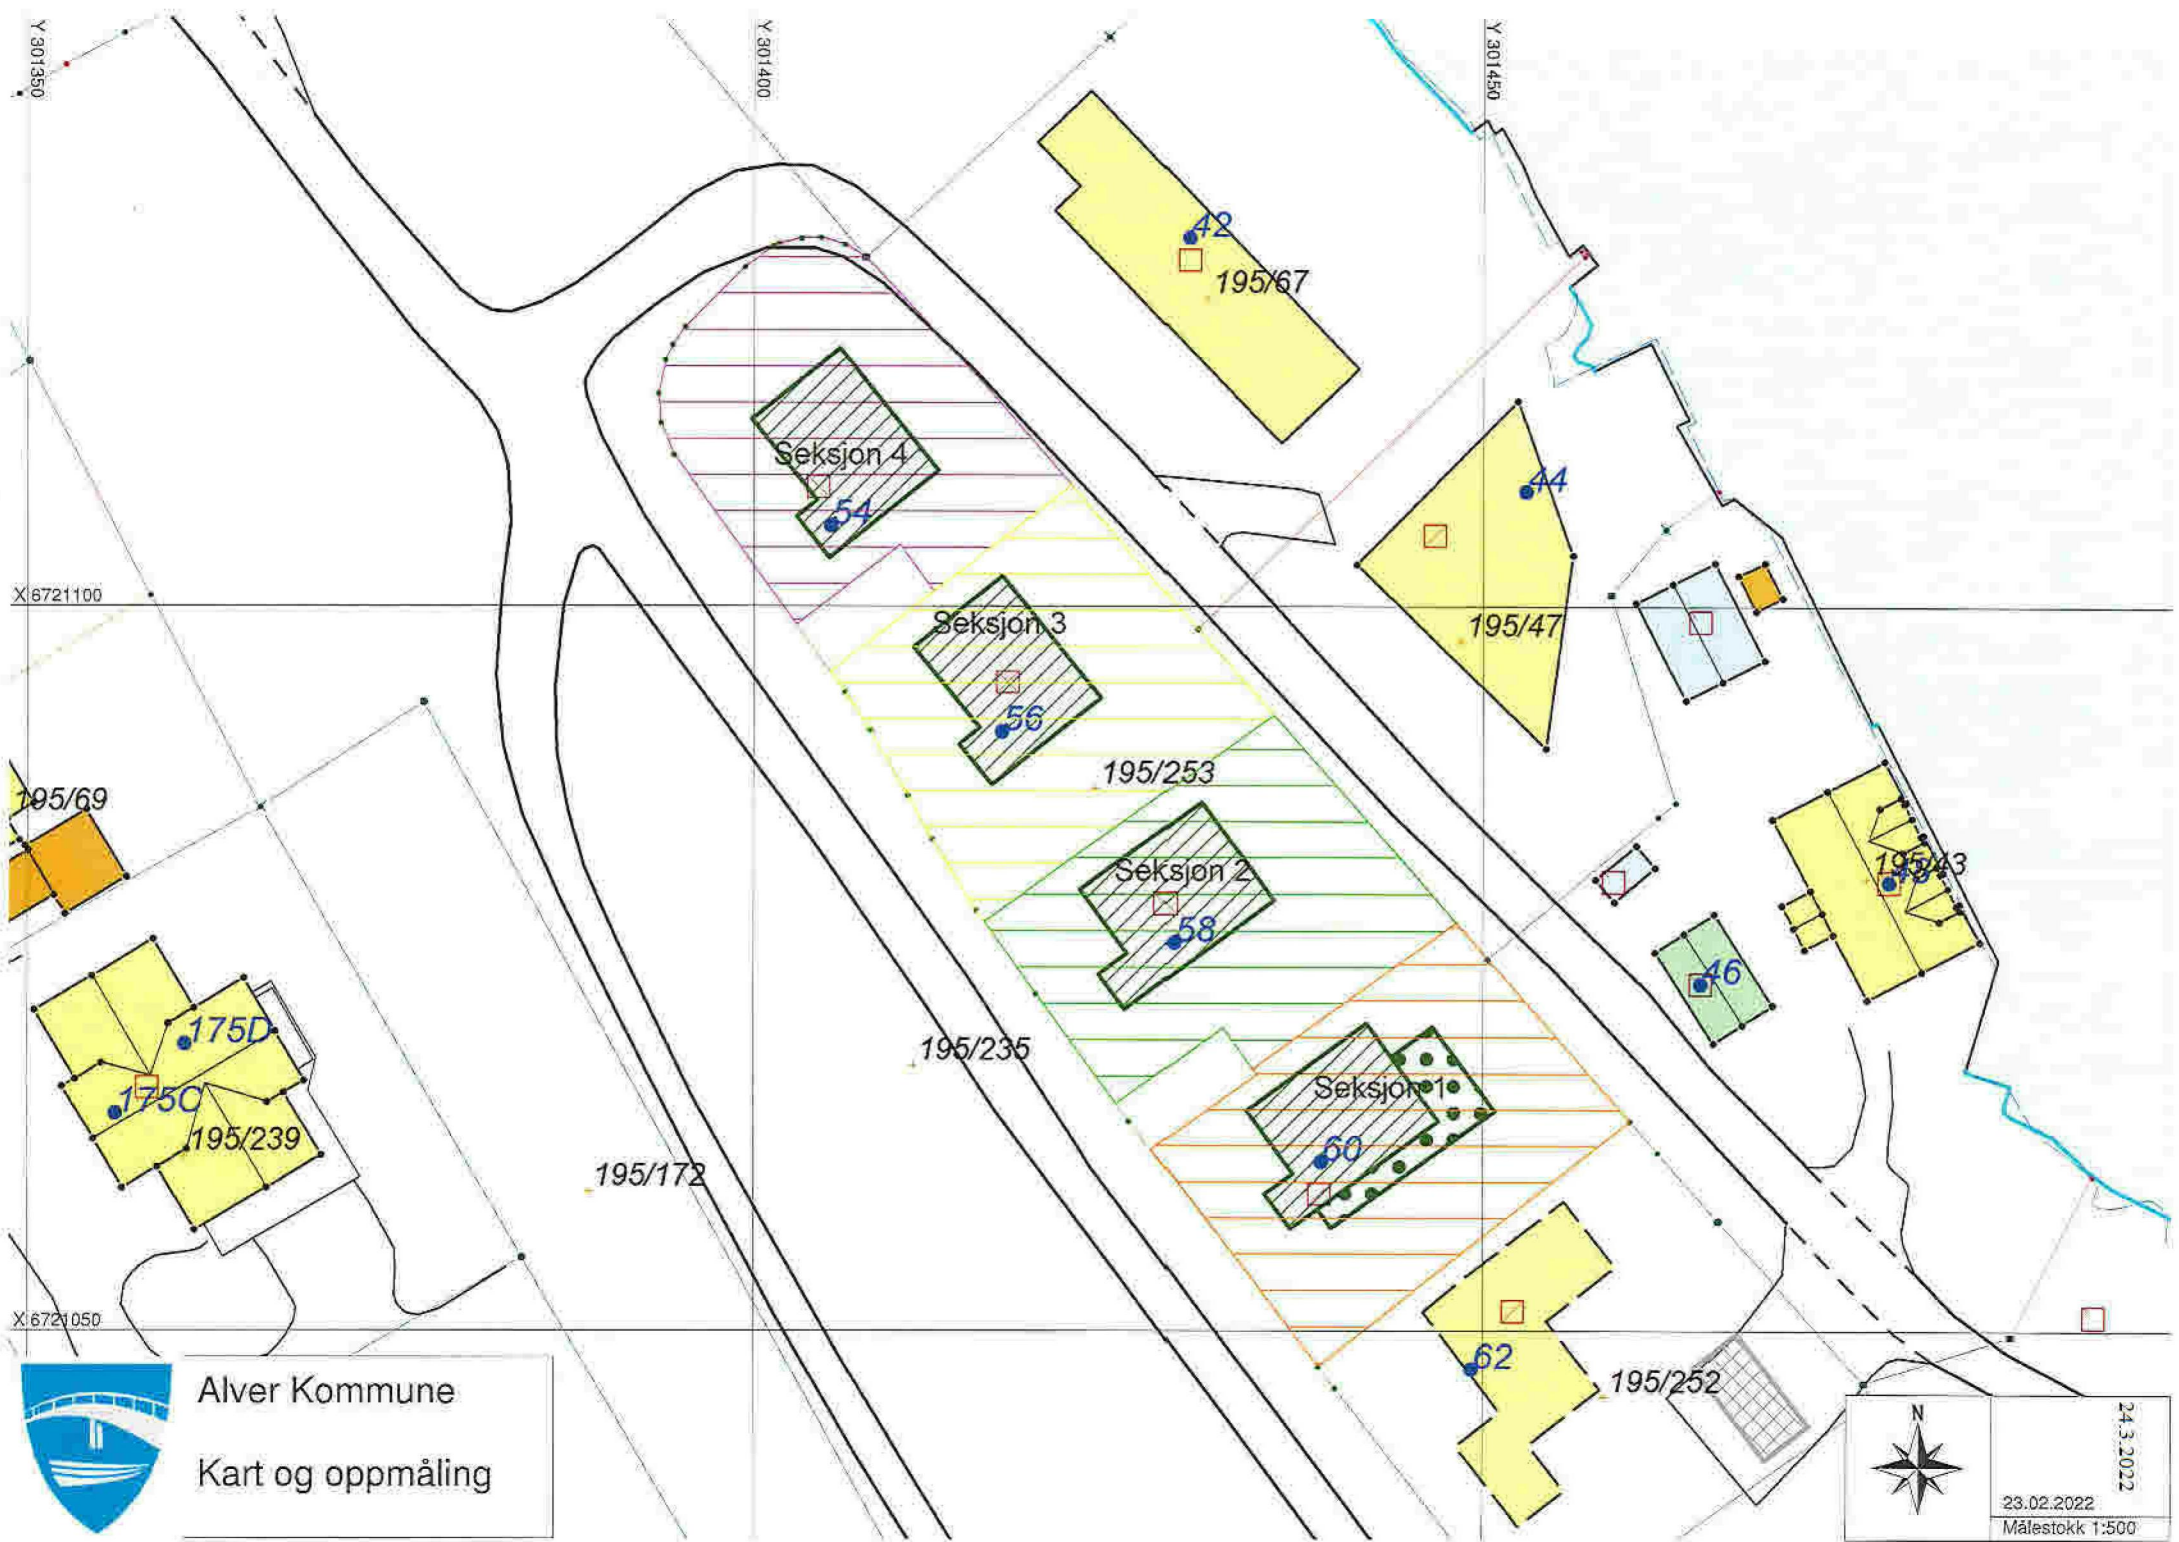 Y 301350
Y 301400
Y 301450
42
195/67
Seksjon 4
54
44
X 6721100
Seksjon 3
195/47
56
195/253
195/69
Seksjon 2
195/43
58
46
175D
195/235
Seksjon 1
175C
195/239
60
195/172
X 6721050
62
195/252
Alver Kommune
Kart og oppmåling
N
24.3.2022
23.02.2022
Målestokk 1:500